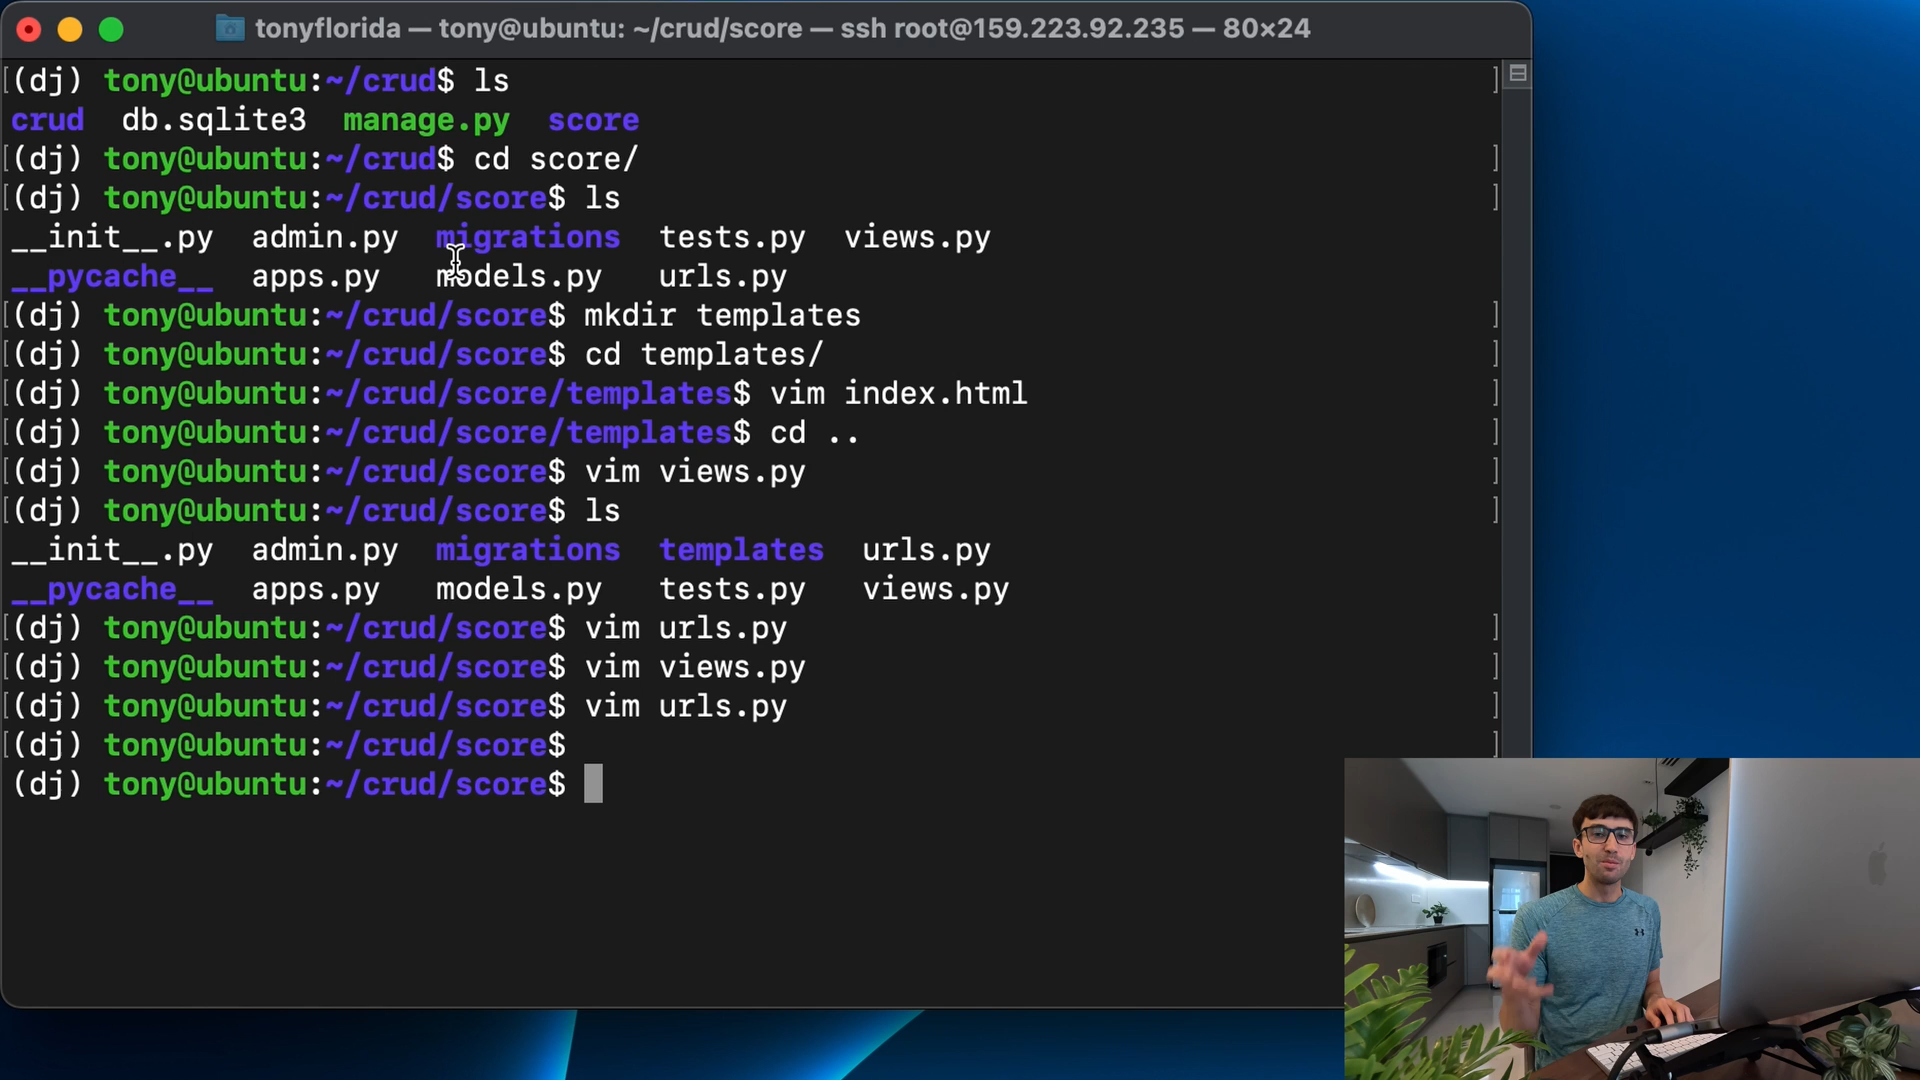 tonyflorida — tony@ubuntu: ~/crud/score — ssh root@159.223.92.235 — 80×24
[(dj) tony@ubuntu:~/crud$ ls ]
crud  db.sqlite3  manage.py  score
[(dj) tony@ubuntu:~/crud$ cd score/ ]
[(dj) tony@ubuntu:~/crud/score$ ls ]
__init__.py  admin.py  migrations  tests.py  views.py
__pycache__  apps.py   models.py   urls.py
[(dj) tony@ubuntu:~/crud/score$ mkdir templates ]
[(dj) tony@ubuntu:~/crud/score$ cd templates/ ]
[(dj) tony@ubuntu:~/crud/score/templates$ vim index.html ]
[(dj) tony@ubuntu:~/crud/score/templates$ cd .. ]
[(dj) tony@ubuntu:~/crud/score$ vim views.py ]
[(dj) tony@ubuntu:~/crud/score$ ls ]
__init__.py  admin.py  migrations  templates  urls.py
__pycache__  apps.py   models.py   tests.py   views.py
[(dj) tony@ubuntu:~/crud/score$ vim urls.py ]
[(dj) tony@ubuntu:~/crud/score$ vim views.py ]
[(dj) tony@ubuntu:~/crud/score$ vim urls.py ]
[(dj) tony@ubuntu:~/crud/score$ ]
(dj) tony@ubuntu:~/crud/score$